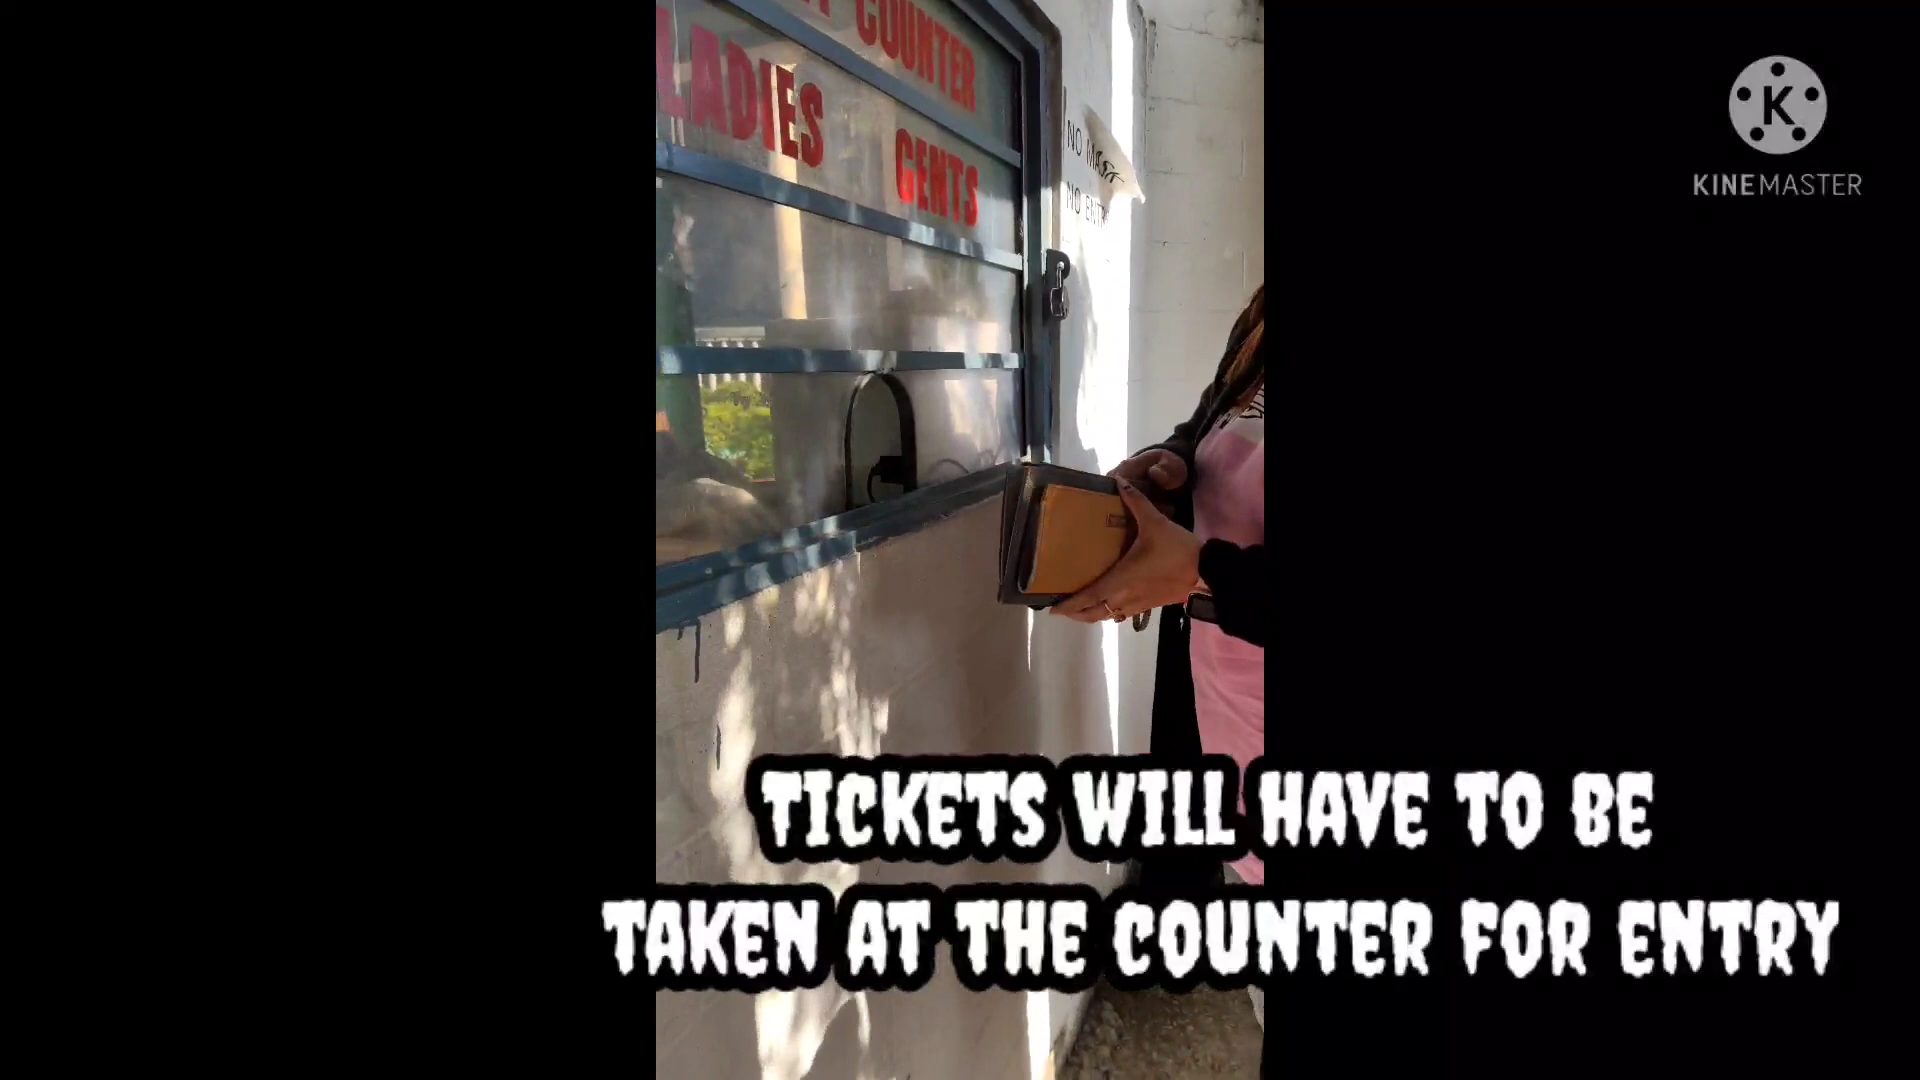 COUNTER
LADIES
GENTS
NO MASK
NO ENTRY
KINEMASTER
TICKETS WILL HAVE TO BE
TAKEN AT THE COUNTER FOR ENTRY